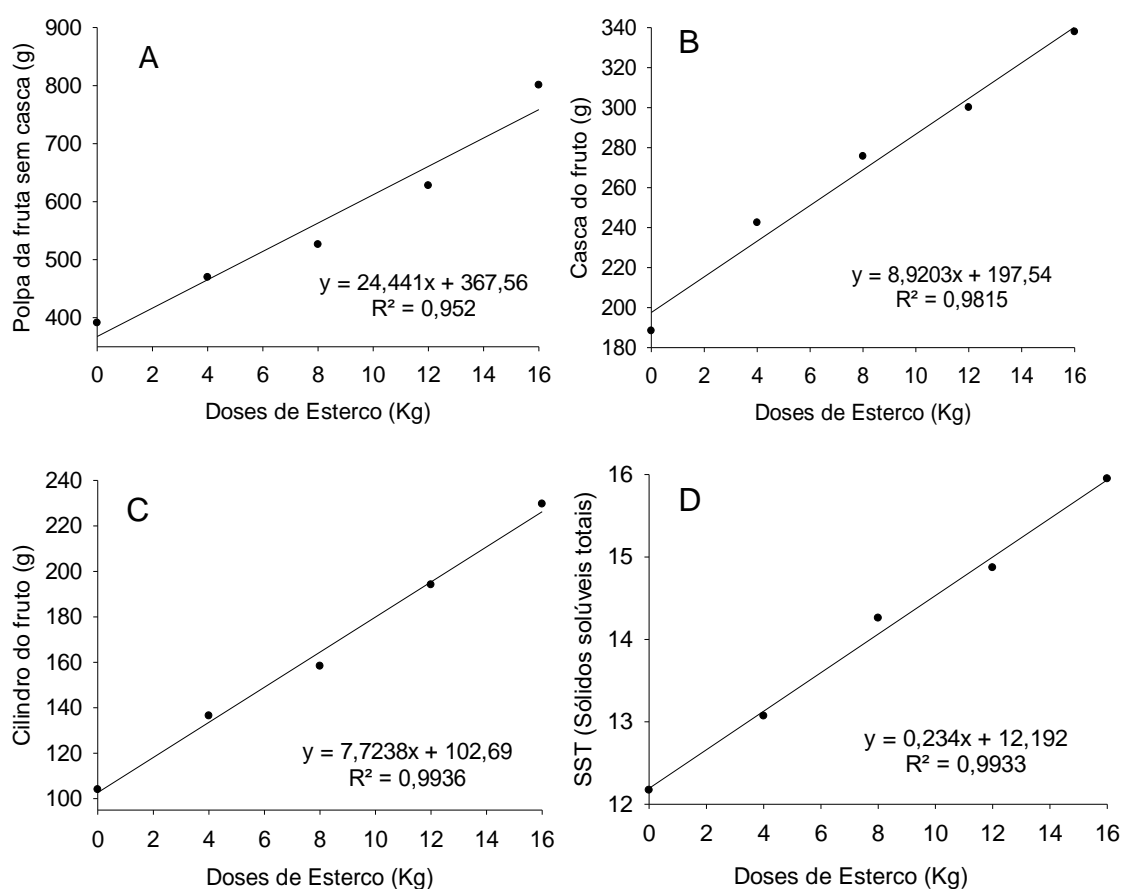 A
Polpa da fruta sem casca (g)
900
800
700
600
500
400
y = 24,441x + 367,56
R² = 0,952
0 2 4 6 8 10 12 14 16
Doses de Esterco (Kg)
B
Casca do fruto (g)
340
320
300
280
260
240
220
200
180
y = 8,9203x + 197,54
R² = 0,9815
0 2 4 6 8 10 12 14 16
Doses de Esterco (Kg)
C
Cilindro do fruto (g)
240
220
200
180
160
140
120
100
y = 7,7238x + 102,69
R² = 0,9936
0 2 4 6 8 10 12 14 16
Doses de Esterco (Kg)
D
SST (Sólidos solúveis totais)
16
15
14
13
12
y = 0,234x + 12,192
R² = 0,9933
0 2 4 6 8 10 12 14 16
Doses de Esterco (Kg)